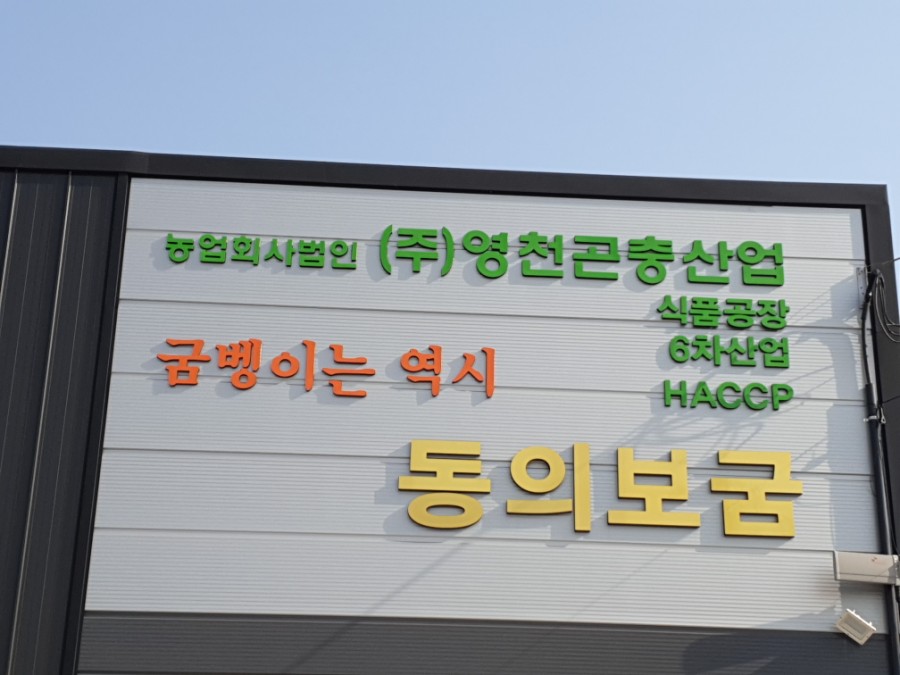 농업회사법인 (주)영천곤충산업
식품공장
6차산업
HACCP
굼벵이는 역시
동의보굼